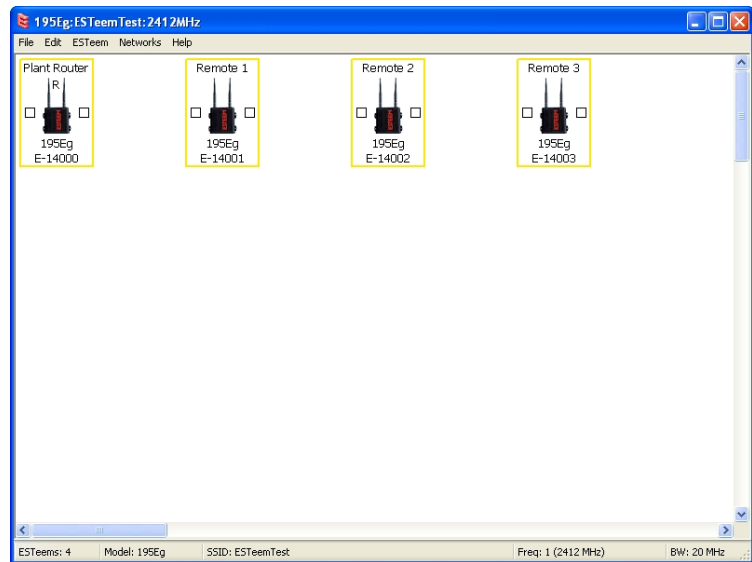 195Eg:ESTeemTest:2412MHz
File Edit ESTeem Networks Help
Plant Router Remote 1 Remote 2 Remote 3
R
195Eg 195Eg 195Eg 195Eg
E-14000 E-14001 E-14002 E-14003
ESTeems: 4 Model: 195Eg SSID: ESTeemTest Freq: 1 (2412 MHz) BW: 20 MHz